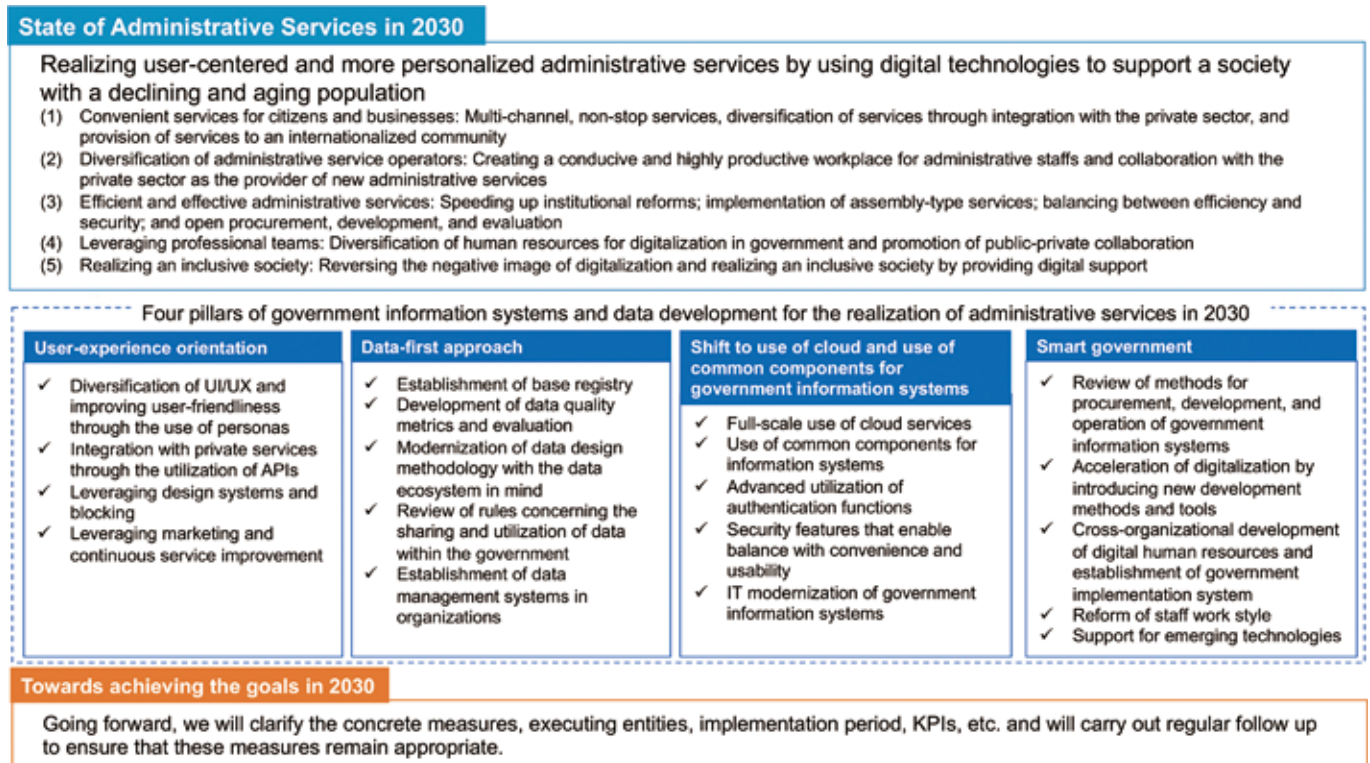 State of Administrative Services in 2030
Realizing user-centered and more personalized administrative services by using digital technologies to support a society
with a declining and aging population
(1) Convenient services for citizens and businesses: Multi-channel, non-stop services, diversification of services through integration with the private sector, and
provision of services to an internationalized community
(2) Diversification of administrative service operators: Creating a conducive and highly productive workplace for administrative staffs and collaboration with the
private sector as the provider of new administrative services
(3) Efficient and effective administrative services: Speeding up institutional reforms; implementation of assembly-type services; balancing between efficiency and
security; and open procurement, development, and evaluation
(4) Leveraging professional teams: Diversification of human resources for digitalization in government and promotion of public-private collaboration
(5) Realizing an inclusive society: Reversing the negative image of digitalization and realizing an inclusive society by providing digital support
Four pillars of government information systems and data development for the realization of administrative services in 2030
User-experience orientation
✓ Diversification of UI/UX and
improving user-friendliness
through the use of personas
✓ Integration with private services
through the utilization of APIs
✓ Leveraging design systems and
blocking
✓ Leveraging marketing and
continuous service improvement
Data-first approach
✓ Establishment of base registry
✓ Development of data quality
metrics and evaluation
✓ Modernization of data design
methodology with the data
ecosystem in mind
✓ Review of rules concerning the
sharing and utilization of data
within the government
✓ Establishment of data
management systems in
organizations
Shift to use of cloud and use of
common components for
government information systems
✓ Full-scale use of cloud services
✓ Use of common components for
information systems
✓ Advanced utilization of
authentication functions
✓ Security features that enable
balance with convenience and
usability
✓ IT modernization of government
information systems
Smart government
✓ Review of methods for
procurement, development, and
operation of government
information systems
✓ Acceleration of digitalization by
introducing new development
methods and tools
✓ Cross-organizational development
of digital human resources and
establishment of government
implementation system
✓ Reform of staff work style
✓ Support for emerging technologies
Towards achieving the goals in 2030
Going forward, we will clarify the concrete measures, executing entities, implementation period, KPIs, etc. and will carry out regular follow up
to ensure that these measures remain appropriate.